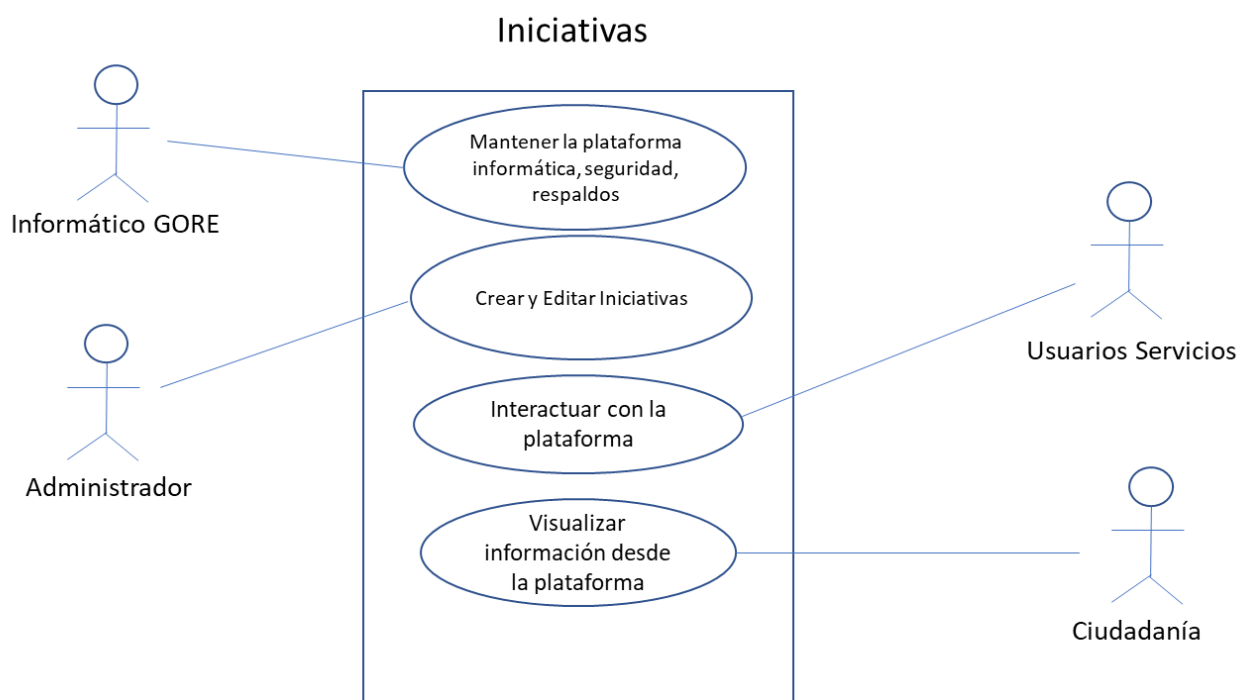 Iniciativas
Mantener la plataforma
informática, seguridad,
respaldos
Informático GORE
Crear y Editar Iniciativas
Usuarios Servicios
Interactuar con la
plataforma
Administrador
Visualizar
información desde
la plataforma
Ciudadanía